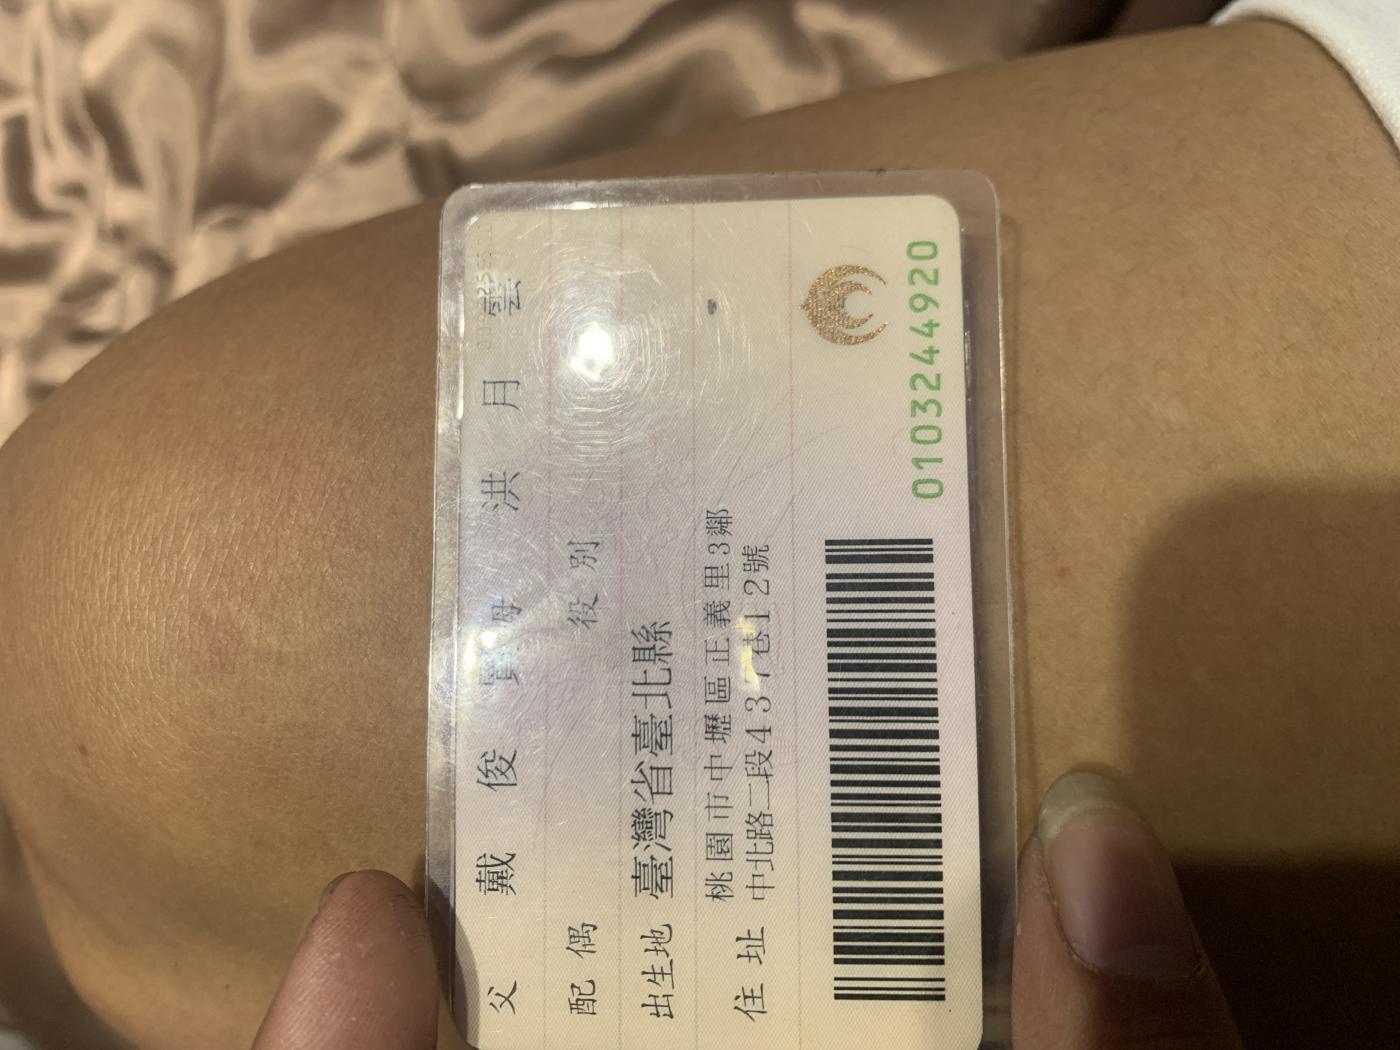 父 戴俊 母 洪月雲
配偶 役別
出生地 臺灣省臺北縣
住址 桃園市中壢區正義里3鄰
中北路二段437巷12號
0103244920